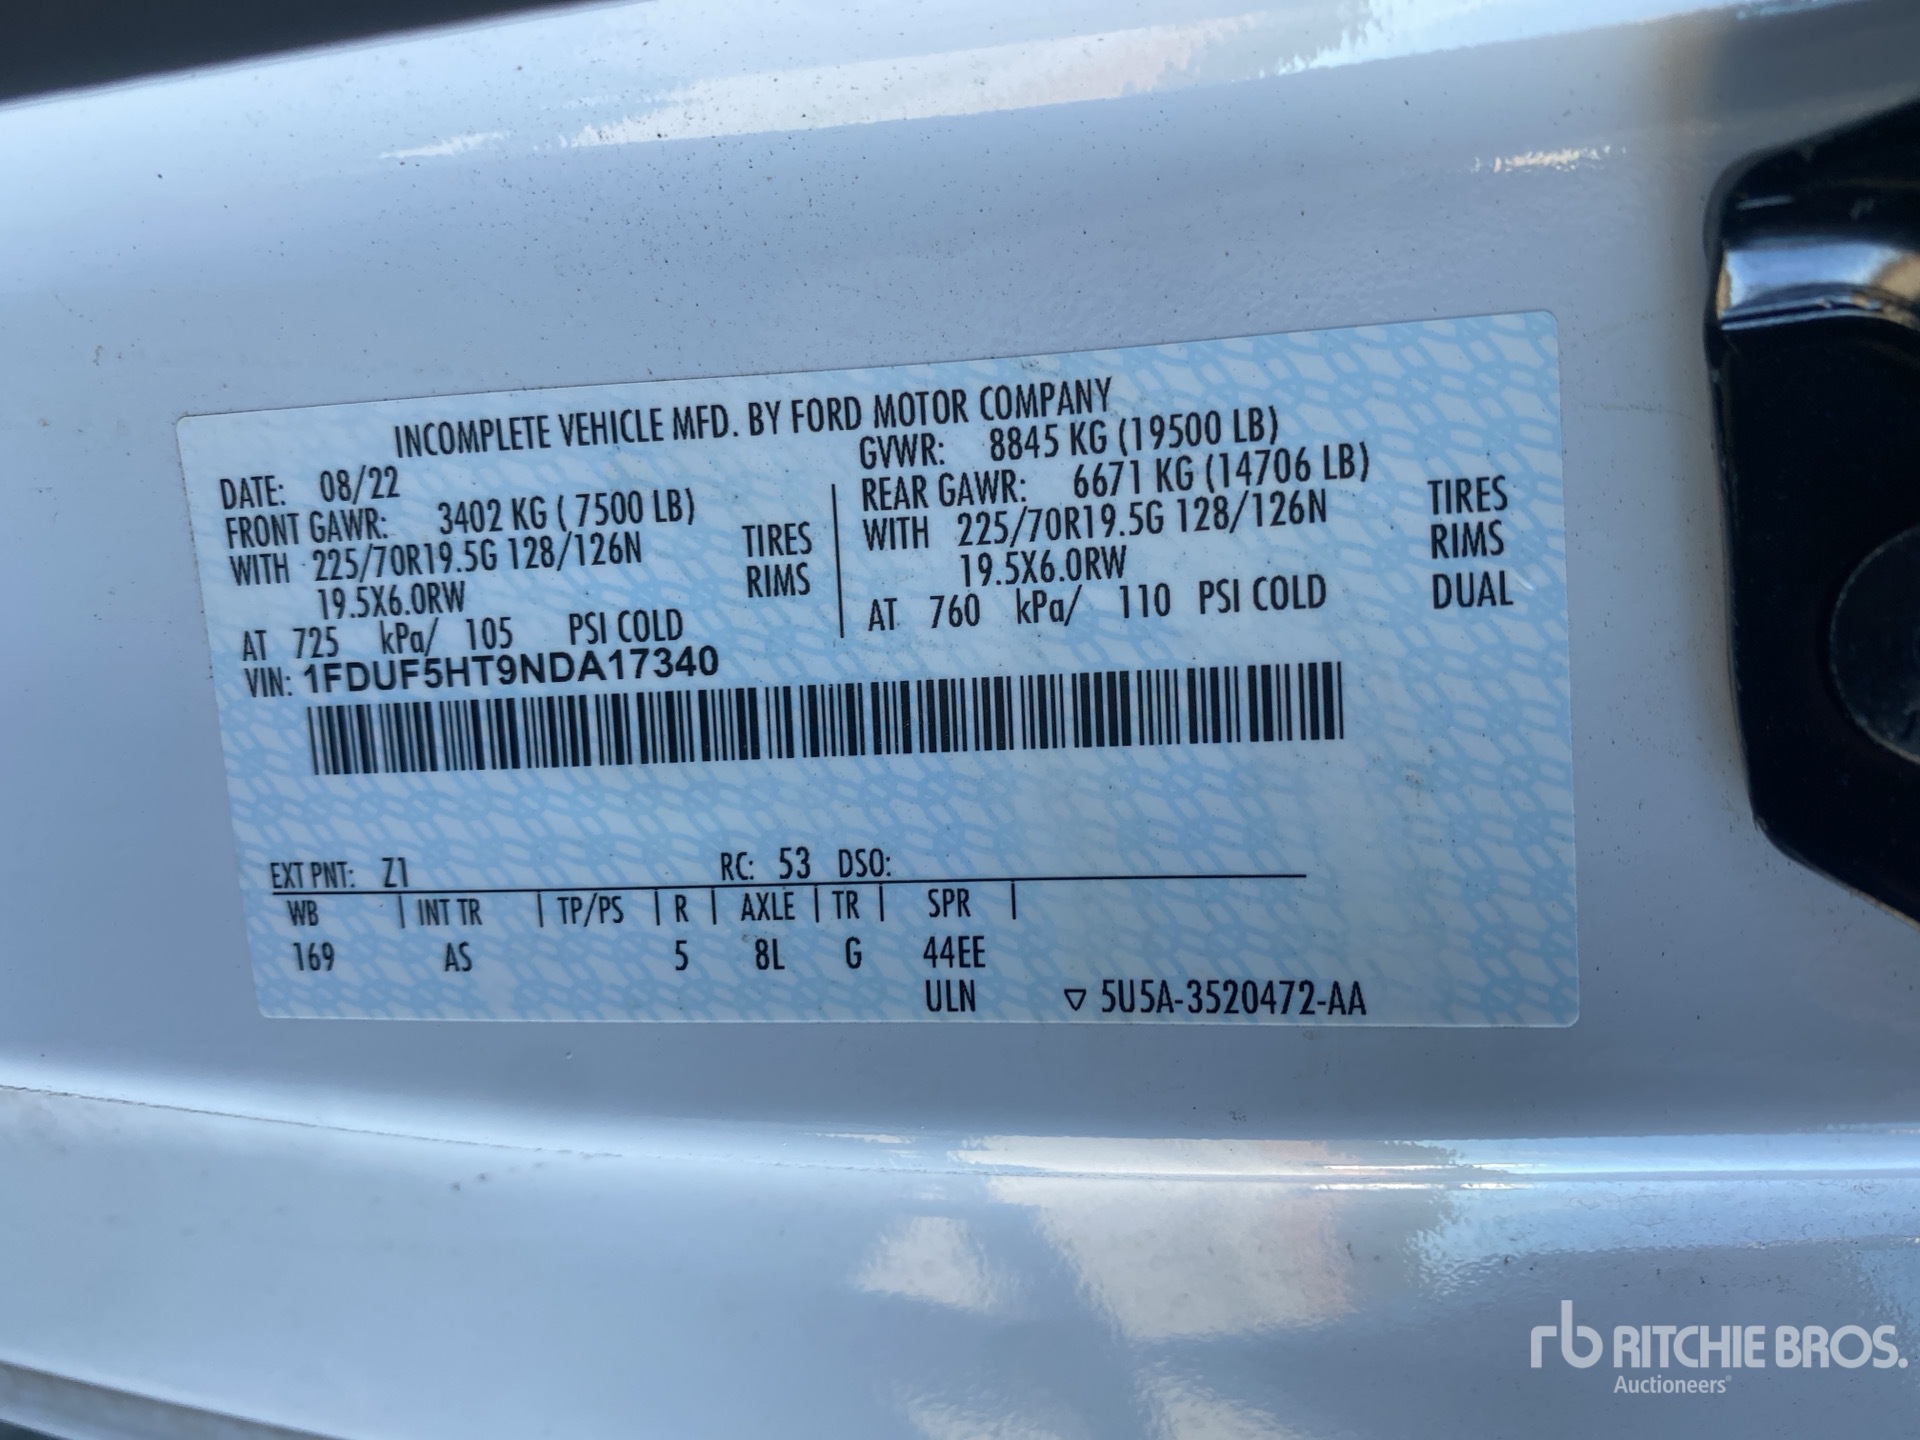 INCOMPLETE VEHICLE MFD. BY FORD MOTOR COMPANY
DATE: 08/22 GVWR: 8845 KG (19500 LB)
FRONT GAWR: 3402 KG ( 7500 LB) REAR GAWR: 6671 KG (14706 LB)
WITH 225/70R19.5G 128/126N TIRES WITH 225/70R19.5G 128/126N TIRES
19.5X6.0RW RIMS 19.5X6.0RW RIMS
AT 725 kPa/ 105 PSI COLD AT 760 kPa/ 110 PSI COLD DUAL
VIN: 1FDUF5HT9NDA17340
EXT PNT: Z1 RC: 53 DSO:
WB | INT TR | TP/PS | R | AXLE | TR | SPR |
169 AS 5 8L G 44EE
ULN ▽ 5U5A-3520472-AA
rb RITCHIE BROS.
Auctioneers